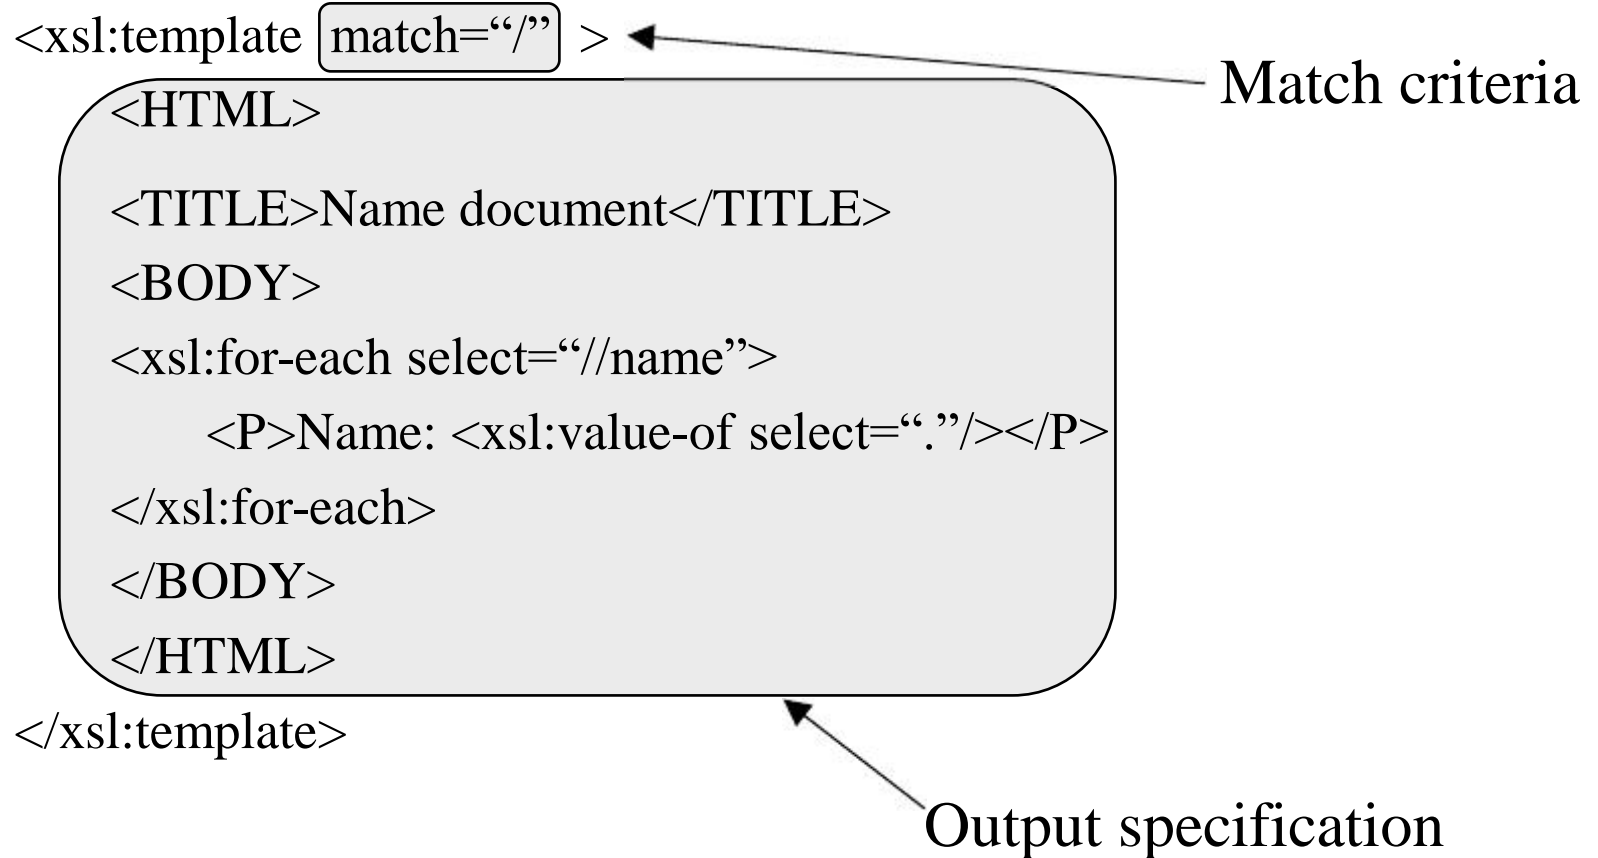 <xsl:template match=“/” >
Match criteria
<HTML>
<TITLE>Name document</TITLE>
<BODY>
<xsl:for-each select=“//name”>
<P>Name: <xsl:value-of select=“.”/></P>
</xsl:for-each>
</BODY>
</HTML>
</xsl:template>
Output specification